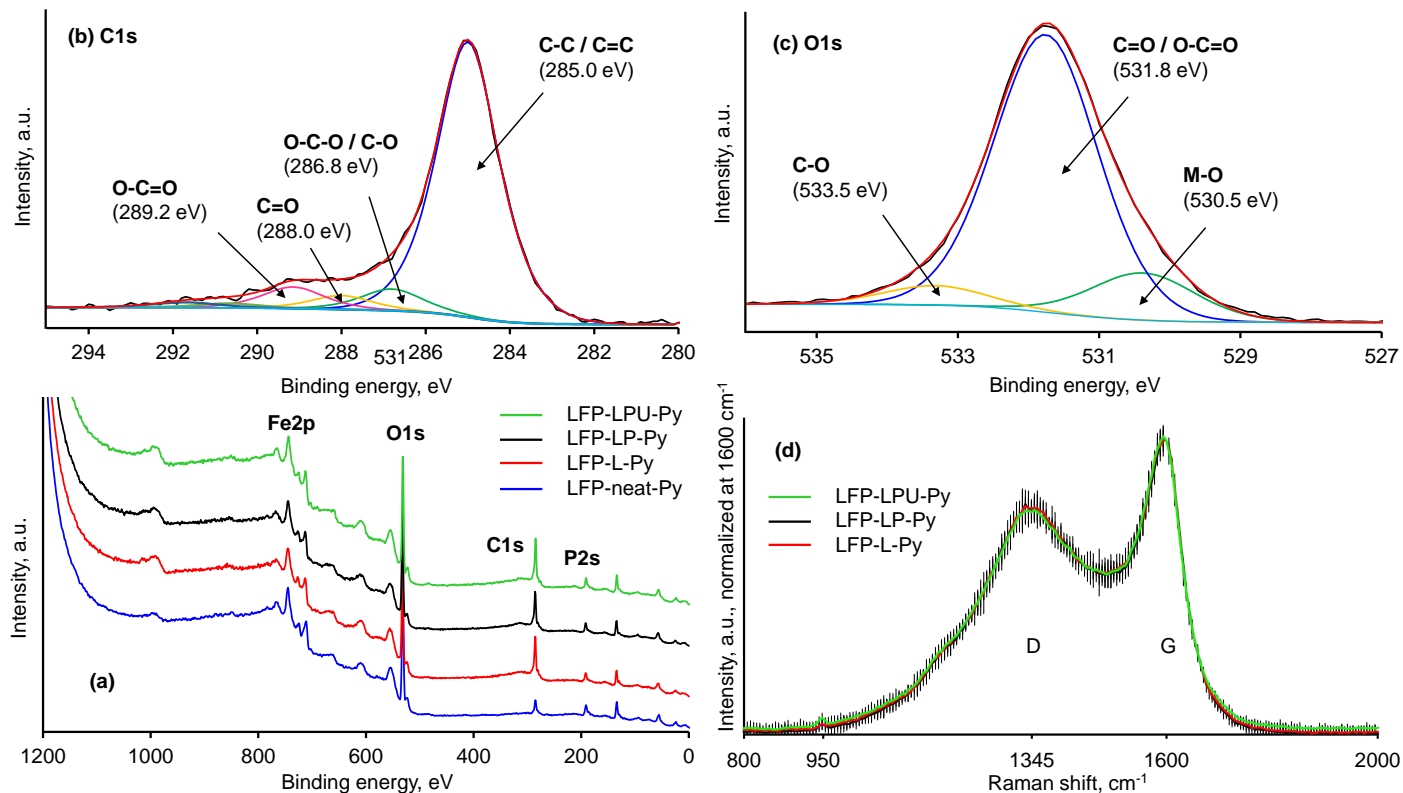 (b) C1s
C-C / C=C
(285.0 eV)
O-C-O / C-O
(286.8 eV)
O-C=O
(289.2 eV)
C=O
(288.0 eV)
Intensity, a.u.
294 292 290 288 531 286 284 282 280
Binding energy, eV
(c) O1s
C=O / O-C=O
(531.8 eV)
C-O
(533.5 eV)
M-O
(530.5 eV)
Intensity, a.u.
535 533 531 529 527
Binding energy, eV
(a)
Fe2p
O1s
C1s
P2s
LFP-LPU-Py
LFP-LP-Py
LFP-L-Py
LFP-neat-Py
Intensity, a.u.
1200 1000 800 600 400 200 0
Binding energy, eV
(d)
LFP-LPU-Py
LFP-LP-Py
LFP-L-Py
D
G
Intensity, a.u., normalized at 1600 cm⁻¹
800 950 1345 1600 2000
Raman shift, cm⁻¹